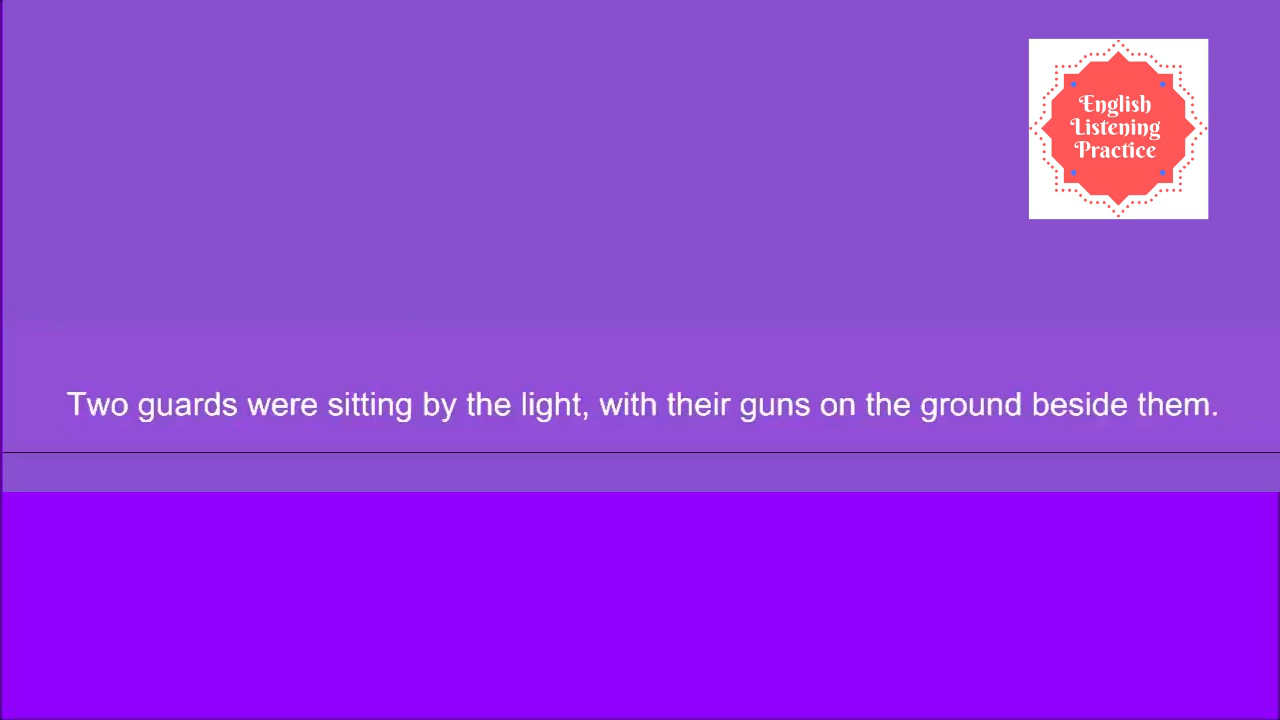 English
Listening
Practice
Two guards were sitting by the light, with their guns on the ground beside them.